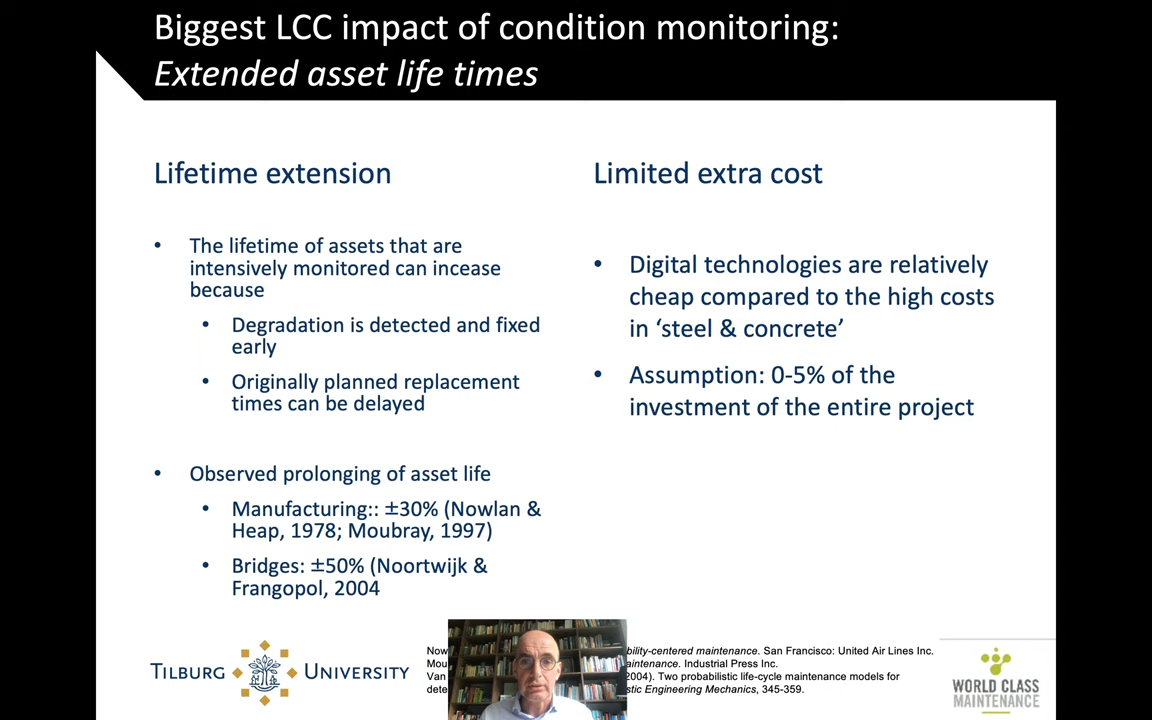 Biggest LCC impact of condition monitoring:
Extended asset life times
Lifetime extension
• The lifetime of assets that are
intensively monitored can incease
because
• Degradation is detected and fixed
early
• Originally planned replacement
times can be delayed
• Observed prolonging of asset life
• Manufacturing:: ±30% (Nowlan &
Heap, 1978; Moubray, 1997)
• Bridges: ±50% (Noortwijk &
Frangopol, 2004
Limited extra cost
• Digital technologies are relatively
cheap compared to the high costs
in ‘steel & concrete’
• Assumption: 0-5% of the
investment of the entire project
TILBURG UNIVERSITY
Now bility-centered maintenance. San Francisco: United Air Lines Inc.
Mou aintenance. Industrial Press Inc.
Van 2004). Two probabilistic life-cycle maintenance models for
dete stic Engineering Mechanics, 345-359.
WORLD CLASS
MAINTENANCE